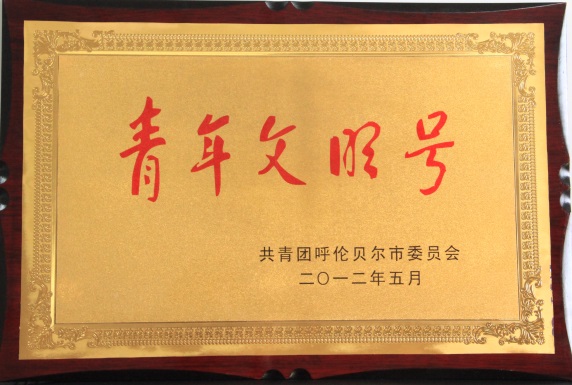 青年文明号
共青团呼伦贝尔市委员会
二〇一二年五月